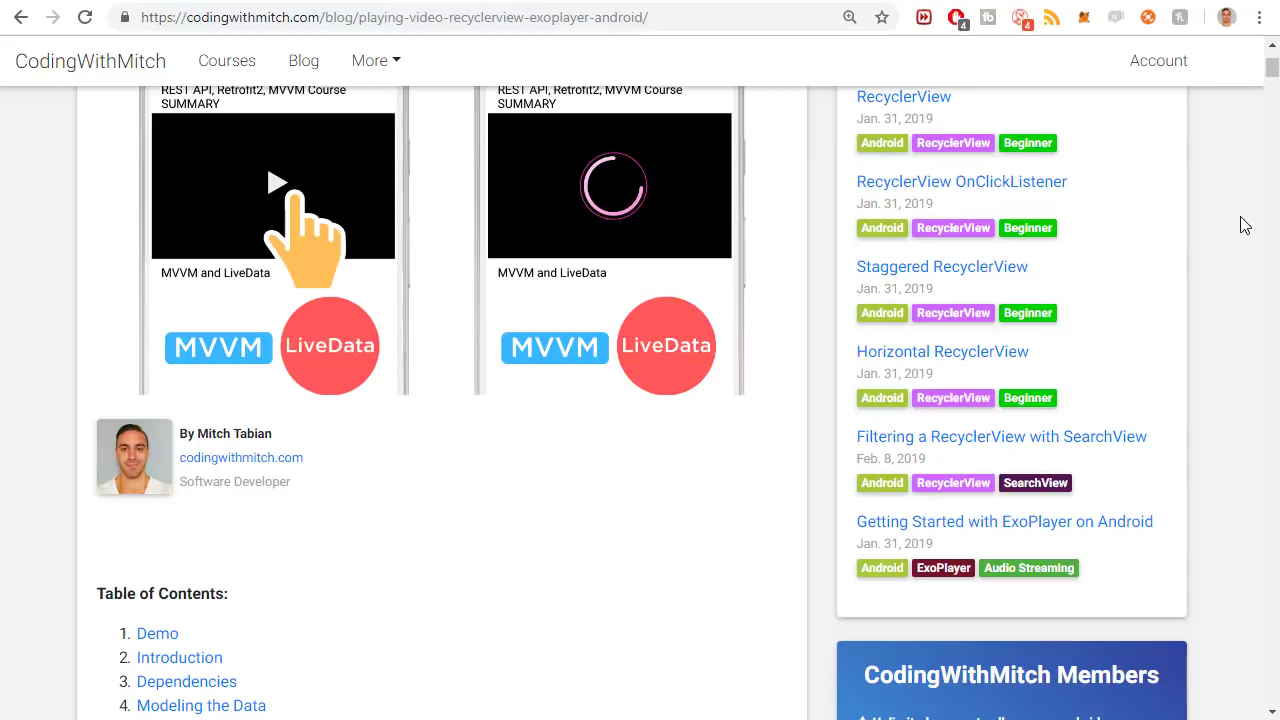 https://codingwithmitch.com/blog/playing-video-recyclerview-exoplayer-android/
4
4
CodingWithMitch Courses Blog More Account
REST API, Retrofit2, MVVM Course
SUMMARY
MVVM and LiveData
MVVM LiveData
REST API, Retrofit2, MVVM Course
SUMMARY
MVVM and LiveData
MVVM LiveData
By Mitch Tabian
codingwithmitch.com
Software Developer
Table of Contents:
1. Demo
2. Introduction
3. Dependencies
4. Modeling the Data
RecyclerView
Jan. 31, 2019
Android RecyclerView Beginner
RecyclerView OnClickListener
Jan. 31, 2019
Android RecyclerView Beginner
Staggered RecyclerView
Jan. 31, 2019
Android RecyclerView Beginner
Horizontal RecyclerView
Jan. 31, 2019
Android RecyclerView Beginner
Filtering a RecyclerView with SearchView
Feb. 8, 2019
Android RecyclerView SearchView
Getting Started with ExoPlayer on Android
Jan. 31, 2019
Android ExoPlayer Audio Streaming
CodingWithMitch Members